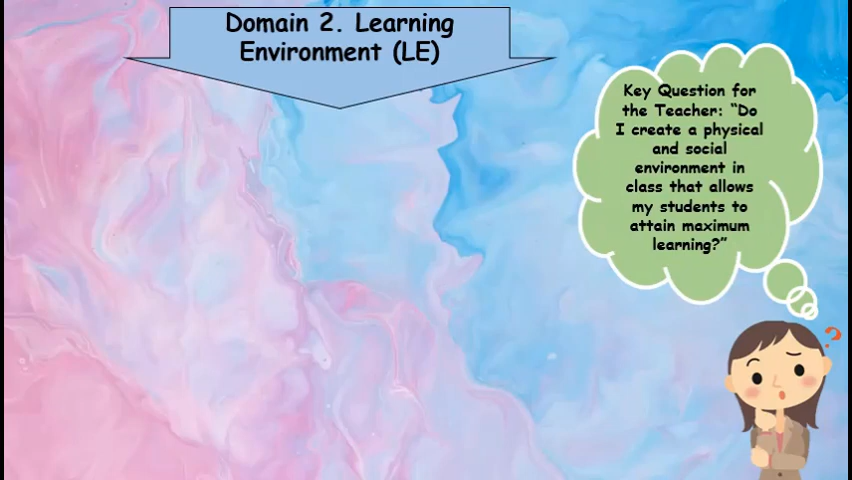 Domain 2. Learning
Environment (LE)
Key Question for
the Teacher: “Do
I create a physical
and social
environment in
class that allows
my students to
attain maximum
learning?”
?